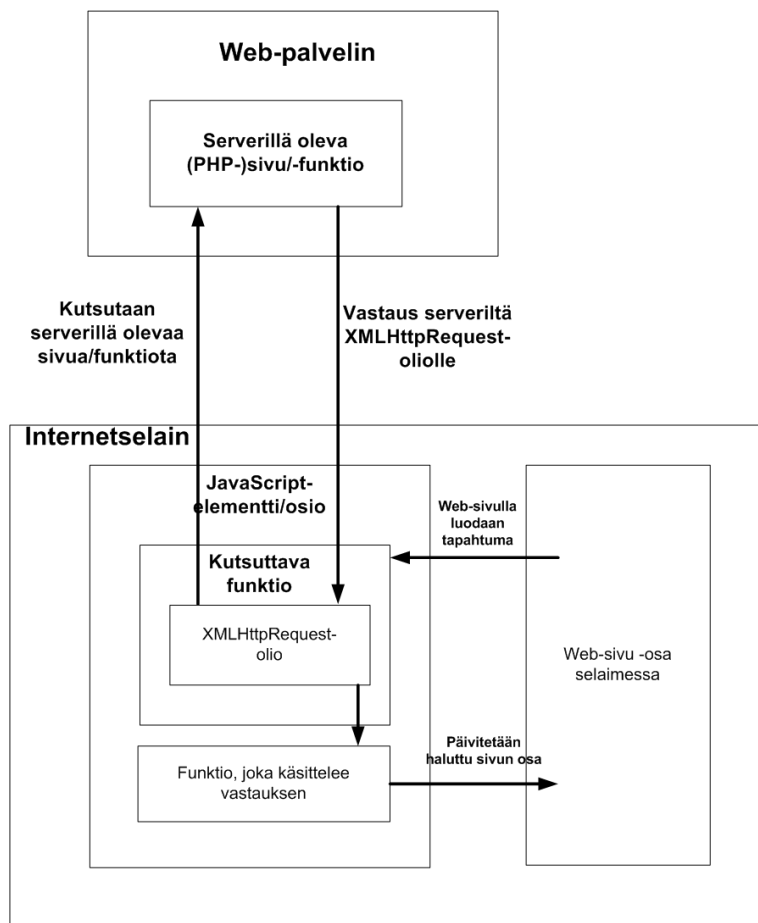 Web-palvelin
Serverillä oleva
(PHP-)sivu/-funktio
Kutsutaan
serverillä olevaa
sivua/funktiota
Vastaus serveriltä
XMLHttpRequest-
oliolle
Internetselain
JavaScript-
elementti/osio
Web-sivulla
luodaan
tapahtuma
Kutsuttava
funktio
XMLHttpRequest-
olio
Web-sivu -osa
selaimessa
Päivitetään
haluttu sivun osa
Funktio, joka käsittelee
vastauksen